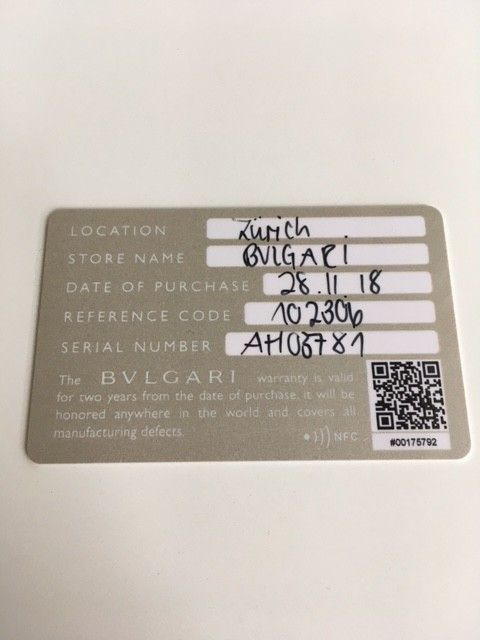 LOCATION Zürich
STORE NAME BVLGARI
DATE OF PURCHASE 28.11 18
REFERENCE CODE 102306
SERIAL NUMBER
The BVLGARI warranty is valid
for two years from the date of purchase, it will be
honored anywhere in the world and covers all
manufacturing defects.
NFC
#00175792